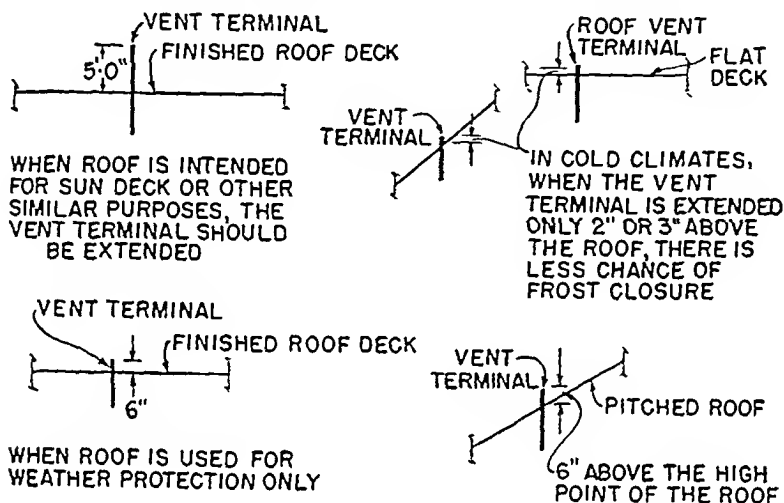 VENT TERMINAL
FINISHED ROOF DECK
5'-0"
WHEN ROOF IS INTENDED
FOR SUN DECK OR OTHER
SIMILAR PURPOSES, THE
VENT TERMINAL SHOULD
BE EXTENDED
ROOF VENT
TERMINAL
FLAT
DECK
VENT
TERMINAL
IN COLD CLIMATES,
WHEN THE VENT
TERMINAL IS EXTENDED
ONLY 2" OR 3" ABOVE
THE ROOF, THERE IS
LESS CHANCE OF
FROST CLOSURE
VENT TERMINAL
FINISHED ROOF DECK
6"
WHEN ROOF IS USED FOR
WEATHER PROTECTION ONLY
VENT
TERMINAL
PITCHED ROOF
6" ABOVE THE HIGH
POINT OF THE ROOF